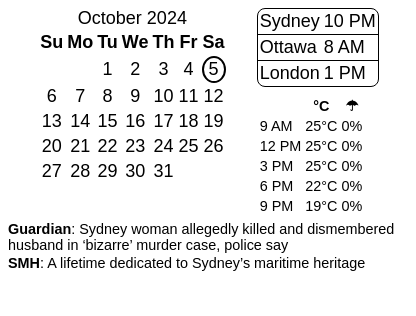 October 2024
Su Mo Tu We Th Fr Sa
1 2 3 4 5
6 7 8 9 10 11 12
13 14 15 16 17 18 19
20 21 22 23 24 25 26
27 28 29 30 31
Sydney 10 PM
Ottawa 8 AM
London 1 PM
°C ☂
9 AM 25°C 0%
12 PM 25°C 0%
3 PM 25°C 0%
6 PM 22°C 0%
9 PM 19°C 0%
Guardian: Sydney woman allegedly killed and dismembered
husband in ‘bizarre’ murder case, police say
SMH: A lifetime dedicated to Sydney’s maritime heritage